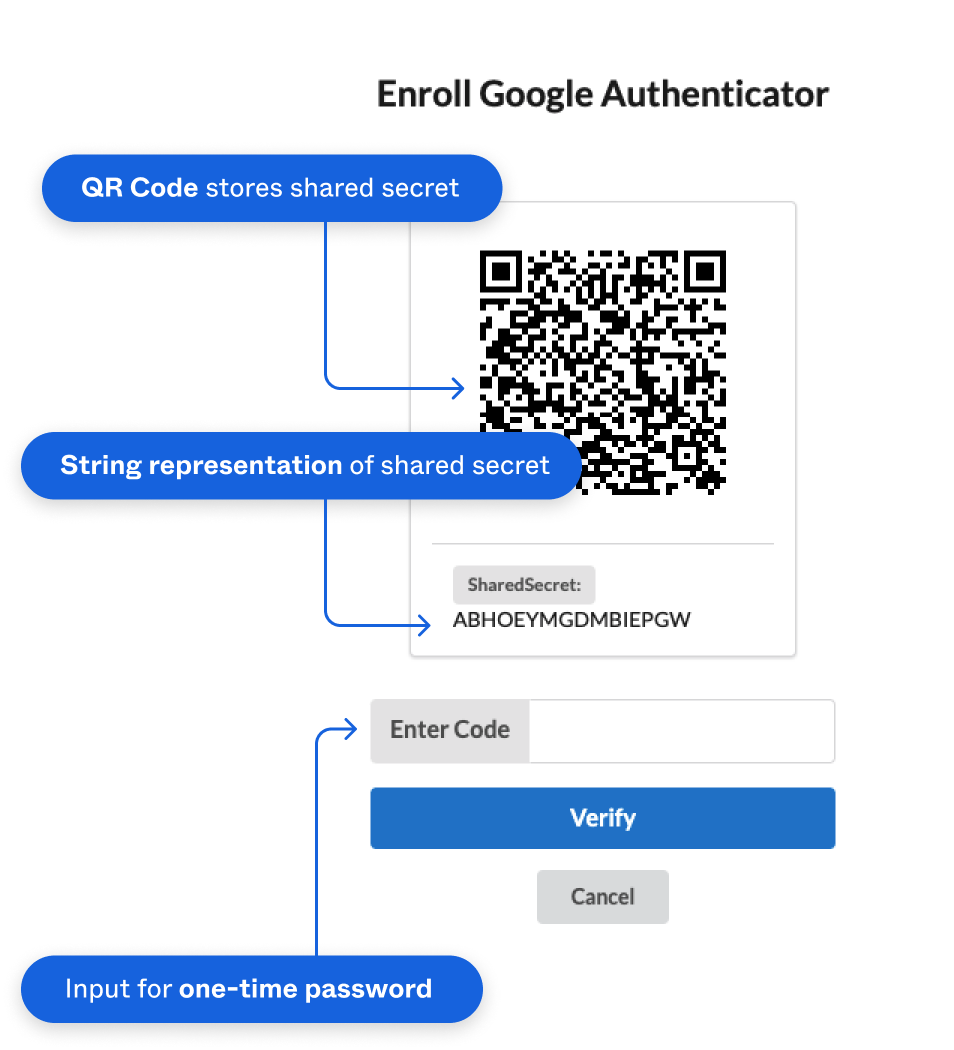 Enroll Google Authenticator
QR Code stores shared secret
String representation of shared secret
SharedSecret:
ABHOEYMGDMBIEPGW
Enter Code
Verify
Cancel
Input for one-time password